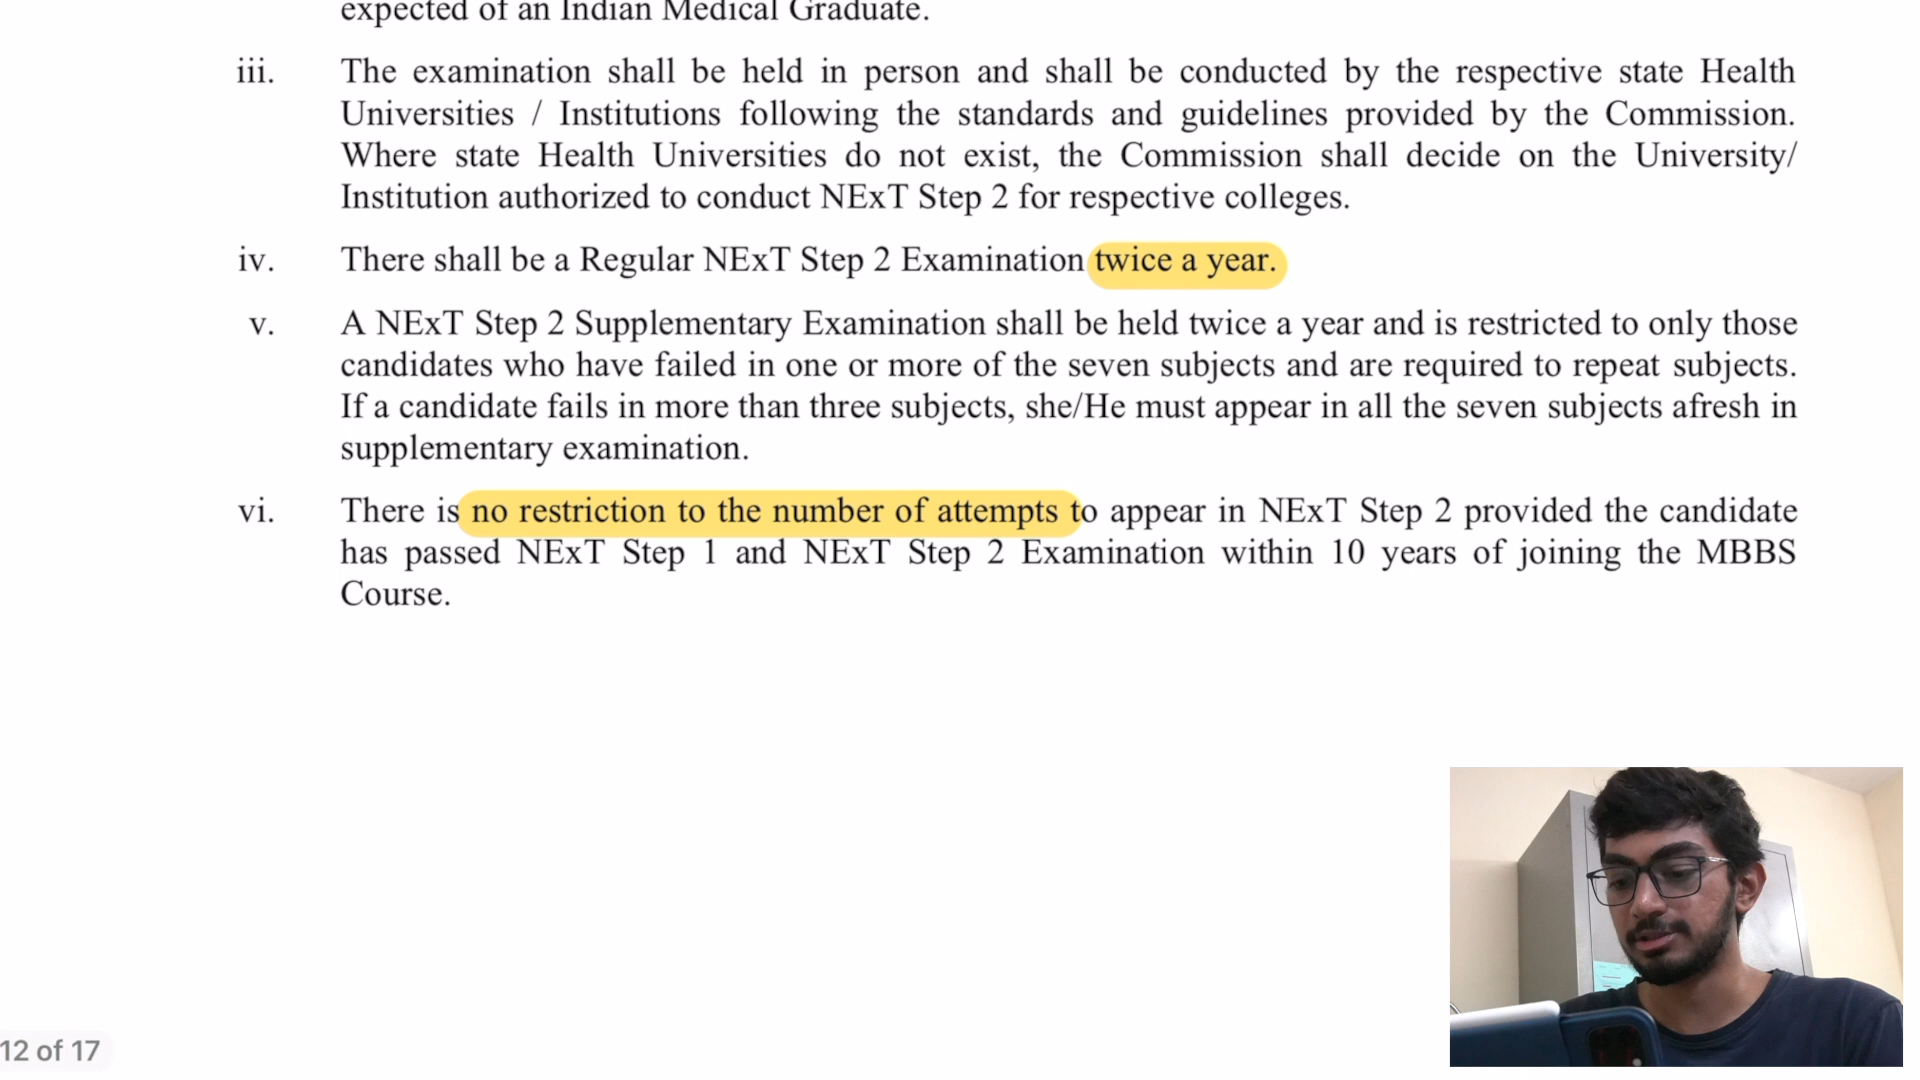 expected of an Indian Medical Graduate.
iii. The examination shall be held in person and shall be conducted by the respective state Health
Universities / Institutions following the standards and guidelines provided by the Commission.
Where state Health Universities do not exist, the Commission shall decide on the University/
Institution authorized to conduct NExT Step 2 for respective colleges.
iv. There shall be a Regular NExT Step 2 Examination twice a year.
v. A NExT Step 2 Supplementary Examination shall be held twice a year and is restricted to only those
candidates who have failed in one or more of the seven subjects and are required to repeat subjects.
If a candidate fails in more than three subjects, she/He must appear in all the seven subjects afresh in
supplementary examination.
vi. There is no restriction to the number of attempts to appear in NExT Step 2 provided the candidate
has passed NExT Step 1 and NExT Step 2 Examination within 10 years of joining the MBBS
Course.
12 of 17